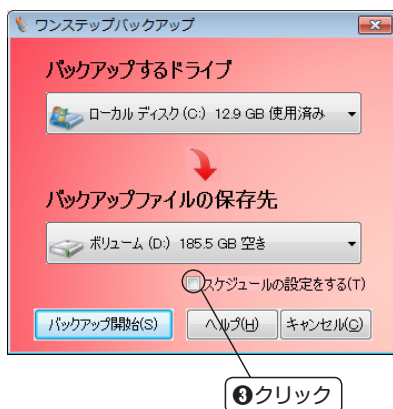 ワンステップバックアップ
バックアップするドライブ
ローカル ディスク (C:) 12.9 GB 使用済み
バックアップファイルの保存先
ボリューム (D:) 185.5 GB 空き
スケジュールの設定をする(T)
バックアップ開始(S) ヘルプ(H) キャンセル(C)
❸クリック